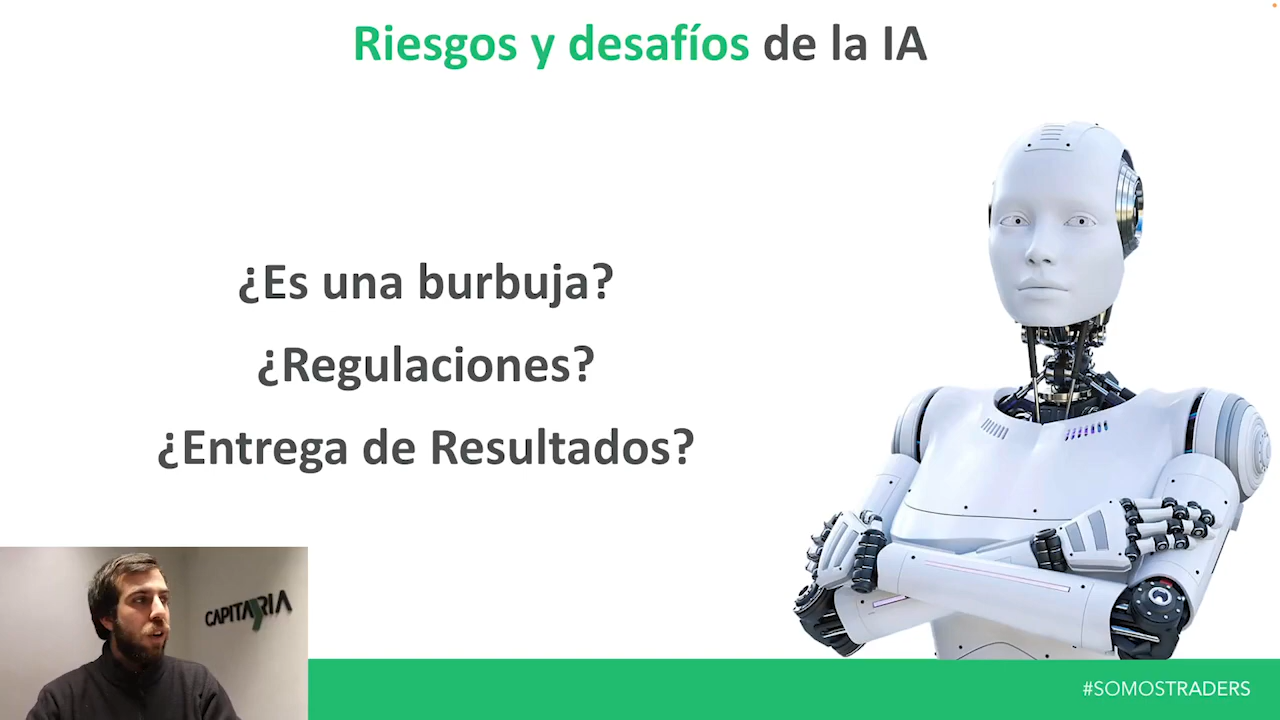 Riesgos y desafíos de la IA
¿Es una burbuja?
¿Regulaciones?
¿Entrega de Resultados?
CAPITARIA
#SOMOSTRADERS